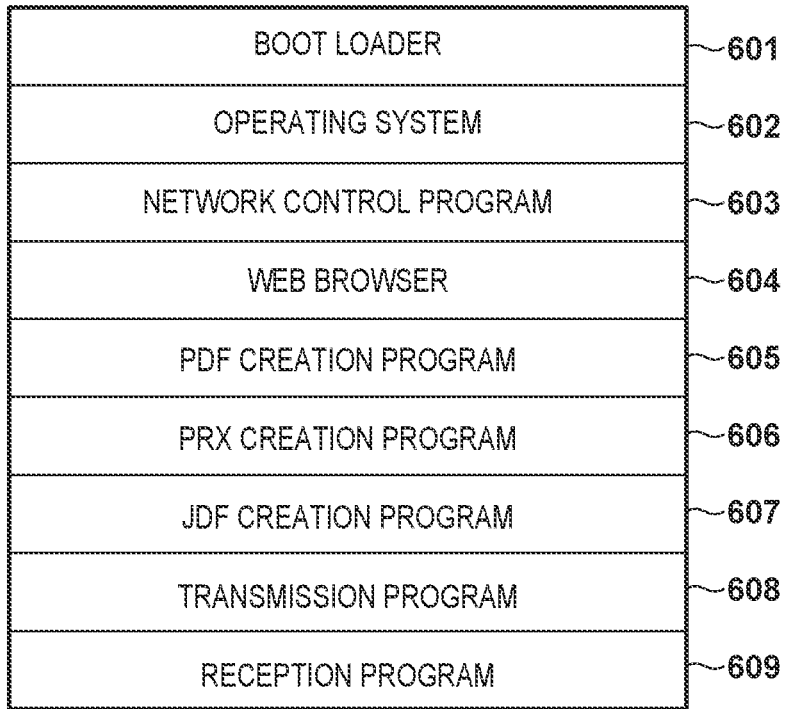 BOOT LOADER 601
OPERATING SYSTEM 602
NETWORK CONTROL PROGRAM 603
WEB BROWSER 604
PDF CREATION PROGRAM 605
PRX CREATION PROGRAM 606
JDF CREATION PROGRAM 607
TRANSMISSION PROGRAM 608
RECEPTION PROGRAM 609